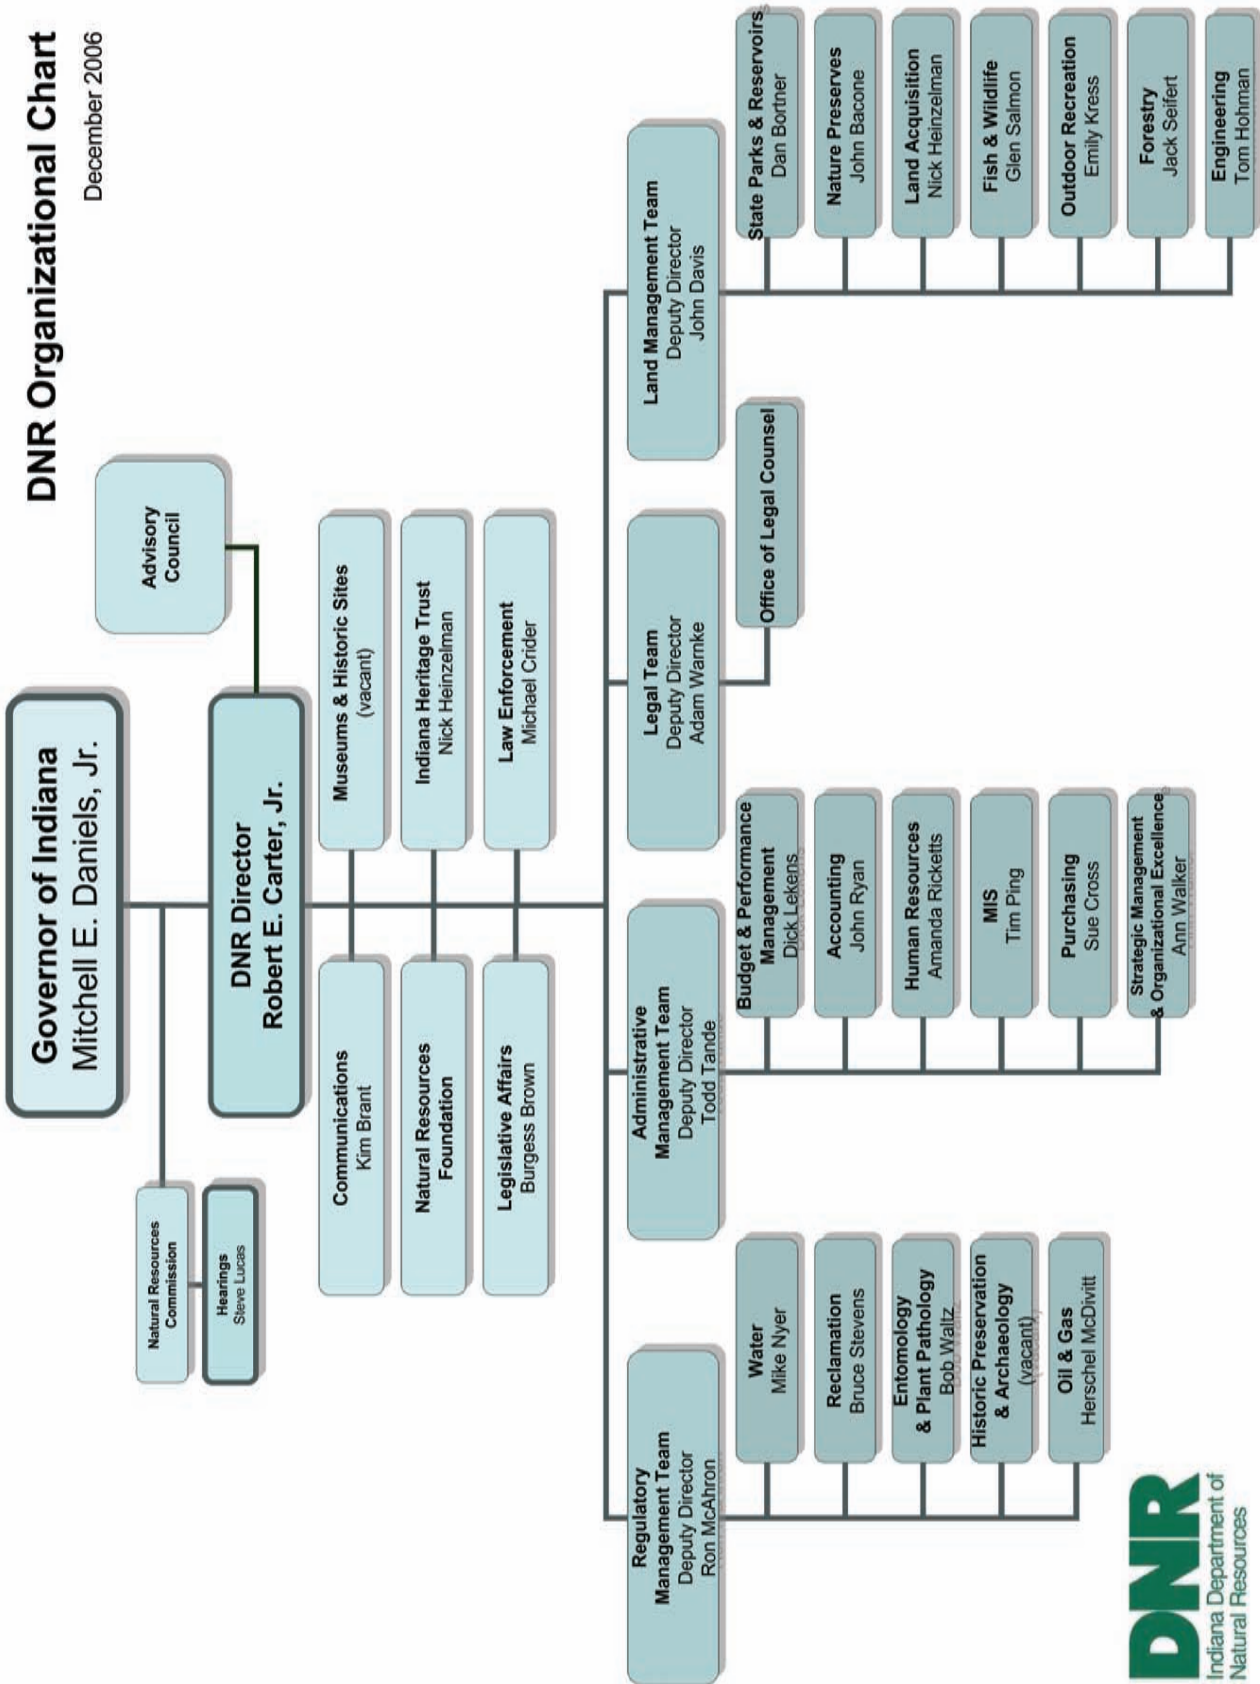 DNR Organizational Chart
December 2006
Governor of Indiana
Mitchell E. Daniels, Jr.
Advisory
Council
Natural Resources
Commission
Hearings
Steve Lucas
DNR Director
Robert E. Carter, Jr.
Communications
Kim Brant
Museums & Historic Sites
(vacant)
Natural Resources
Foundation
Indiana Heritage Trust
Nick Heinzelman
Legislative Affairs
Burgess Brown
Law Enforcement
Michael Crider
Regulatory
Management Team
Deputy Director
Ron McAhron
Water
Mike Nyer
Reclamation
Bruce Stevens
Entomology
& Plant Pathology
Bob Waltz
Historic Preservation
& Archaeology
(vacant)
Oil & Gas
Herschel McDivitt
Administrative
Management Team
Deputy Director
Todd Tande
Budget & Performance
Management
Dick Lekens
Accounting
John Ryan
Human Resources
Amanda Ricketts
MIS
Tim Ping
Purchasing
Sue Cross
Strategic Management
& Organizational Excellence
Ann Walker
Legal Team
Deputy Director
Adam Warnke
Office of Legal Counsel
Land Management Team
Deputy Director
John Davis
State Parks & Reservoirs
Dan Bortner
Nature Preserves
John Bacone
Land Acquisition
Nick Heinzelman
Fish & Wildlife
Glen Salmon
Outdoor Recreation
Emily Kress
Forestry
Jack Seifert
Engineering
Tom Hohman
DNR
Indiana Department of
Natural Resources